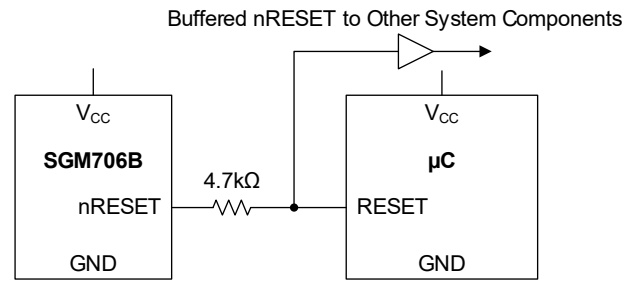 Buffered nRESET to Other System Components
VCC
SGM706B
nRESET
GND
4.7kΩ
VCC
µC
RESET
GND